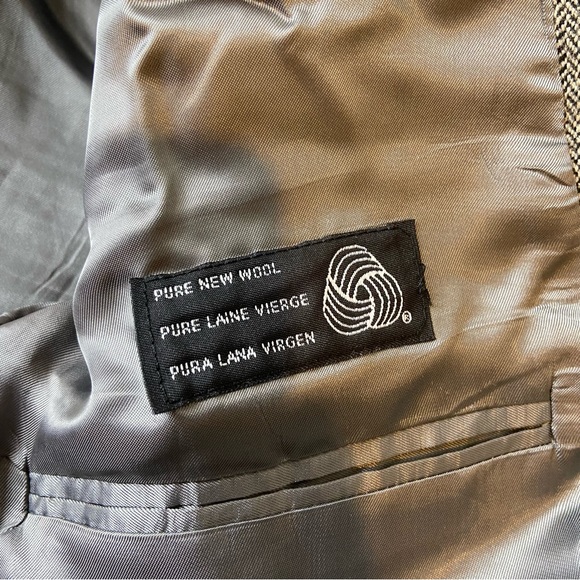 PURE NEW WOOL
PURE LAINE VIERGE
PURA LANA VIRGEN
®